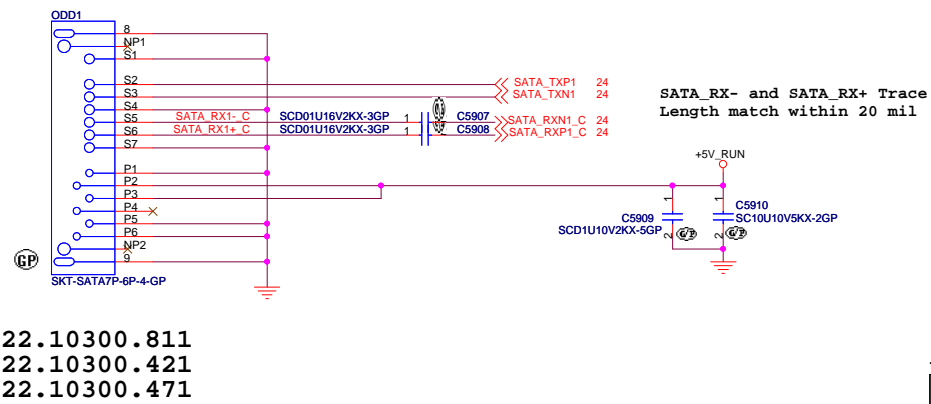 ODD1
8
NP1
S1
S2
SATA_TXP1 24
S3
SATA_TXN1 24
SATA_RX- and SATA_RX+ Trace
Length match within 20 mil
S4
S5 SATA_RX1-_C SCD01U16V2KX-3GP 1 C5907 SATA_RXN1_C 24
S6 SATA_RX1+_C SCD01U16V2KX-3GP 1 C5908 SATA_RXP1_C 24
S7
+5V_RUN
P1
P2
P3
1 1
C5910
P4
C5909 SC10U10V5KX-2GP
P5
SCD1U10V2KX-5GP
2 GP 2 GP
P6
NP2
GP
9
SKT-SATA7P-6P-4-GP
22.10300.811
22.10300.421
22.10300.471